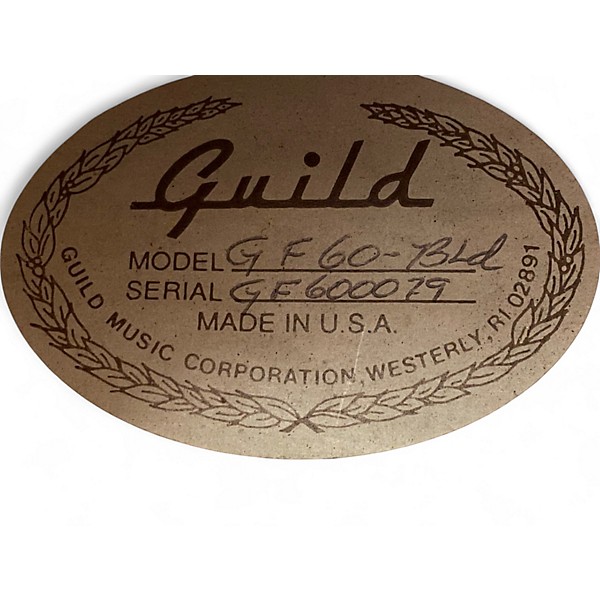 Guild
MODEL GF60-BLd
SERIAL GF600079
MADE IN U.S.A.
GUILD MUSIC CORPORATION, WESTERLY, RI 02891